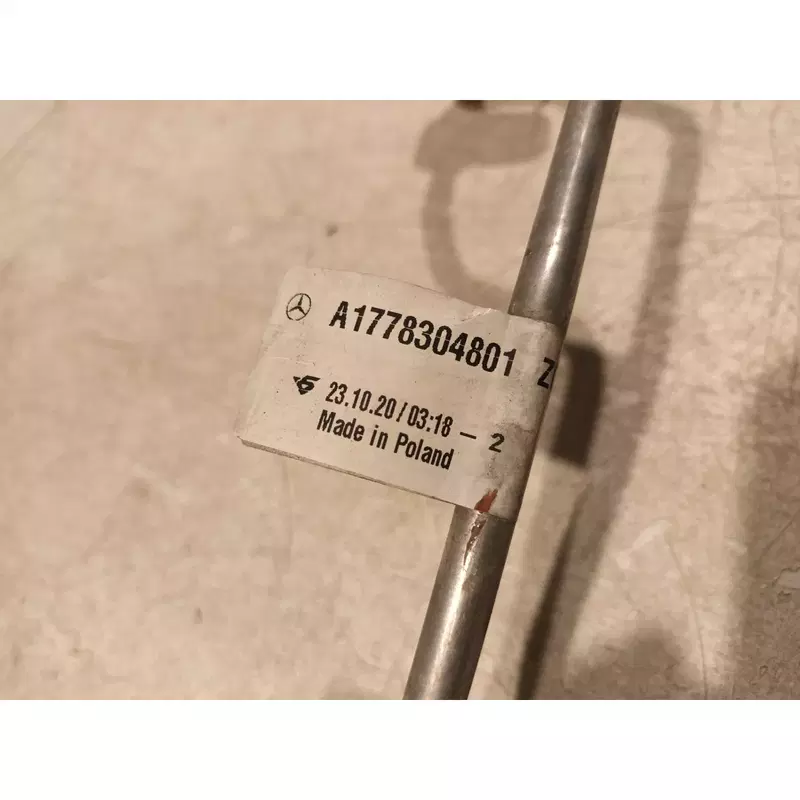 A1778304801 Z
23.10.20/03:18 - 2
Made in Poland